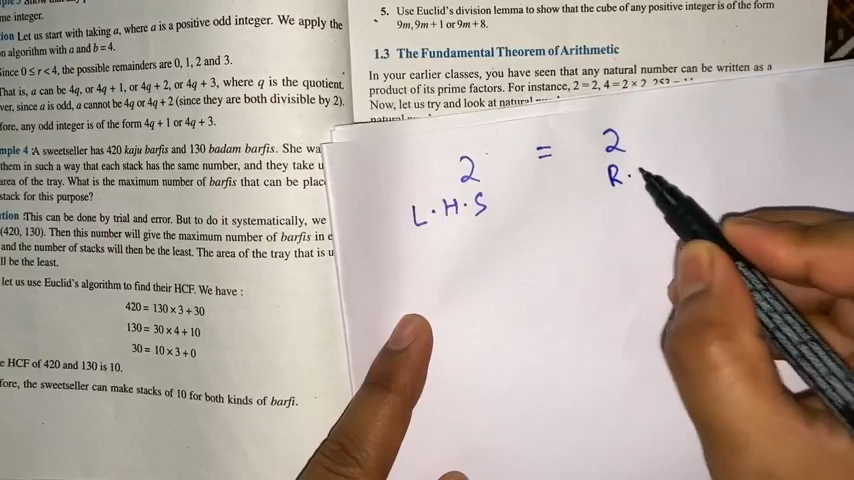 me integer.
ion Let us start with taking a, where a is a positive odd integer. We apply the
n algorithm with a and b = 4.
ince 0 ≤ r < 4, the possible remainders are 0, 1, 2 and 3.
That is, a can be 4q, or 4q + 1, or 4q + 2, or 4q + 3, where q is the quotient.
ver, since a is odd, a cannot be 4q or 4q + 2 (since they are both divisible by 2).
fore, any odd integer is of the form 4q + 1 or 4q + 3.
mple 4 : A sweetseller has 420 kaju barfis and 130 badam barfis. She wa
them in such a way that each stack has the same number, and they take u
area of the tray. What is the maximum number of barfis that can be plac
stack for this purpose?
ution : This can be done by trial and error. But to do it systematically, we
(420, 130). Then this number will give the maximum number of barfis in e
and the number of stacks will then be the least. The area of the tray that is u
ll be the least.
let us use Euclid's algorithm to find their HCF. We have :
420 = 130 × 3 + 30
130 = 30 × 4 + 10
30 = 10 × 3 + 0
e HCF of 420 and 130 is 10.
fore, the sweetseller can make stacks of 10 for both kinds of barfi.
5. Use Euclid's division lemma to show that the cube of any positive integer is of the form
9m, 9m + 1 or 9m + 8.
1.3 The Fundamental Theorem of Arithmetic
In your earlier classes, you have seen that any natural number can be written as a
product of its prime factors. For instance, 2 = 2, 4 = 2 × 2, 253 =
Now, let us try and look at natural
natural
2 = 2
L.H.S R.